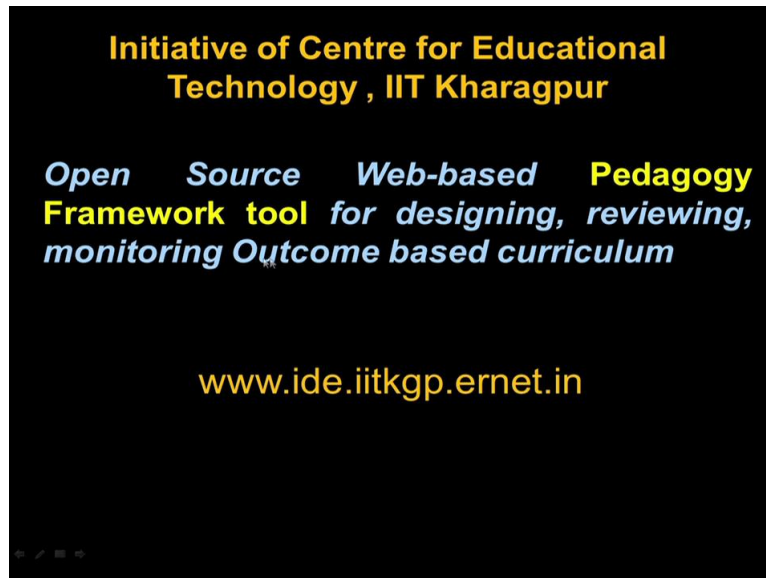 Initiative of Centre for Educational
Technology , IIT Kharagpur
Open Source Web-based Pedagogy
Framework tool for designing, reviewing,
monitoring Outcome based curriculum
www.ide.iitkgp.ernet.in